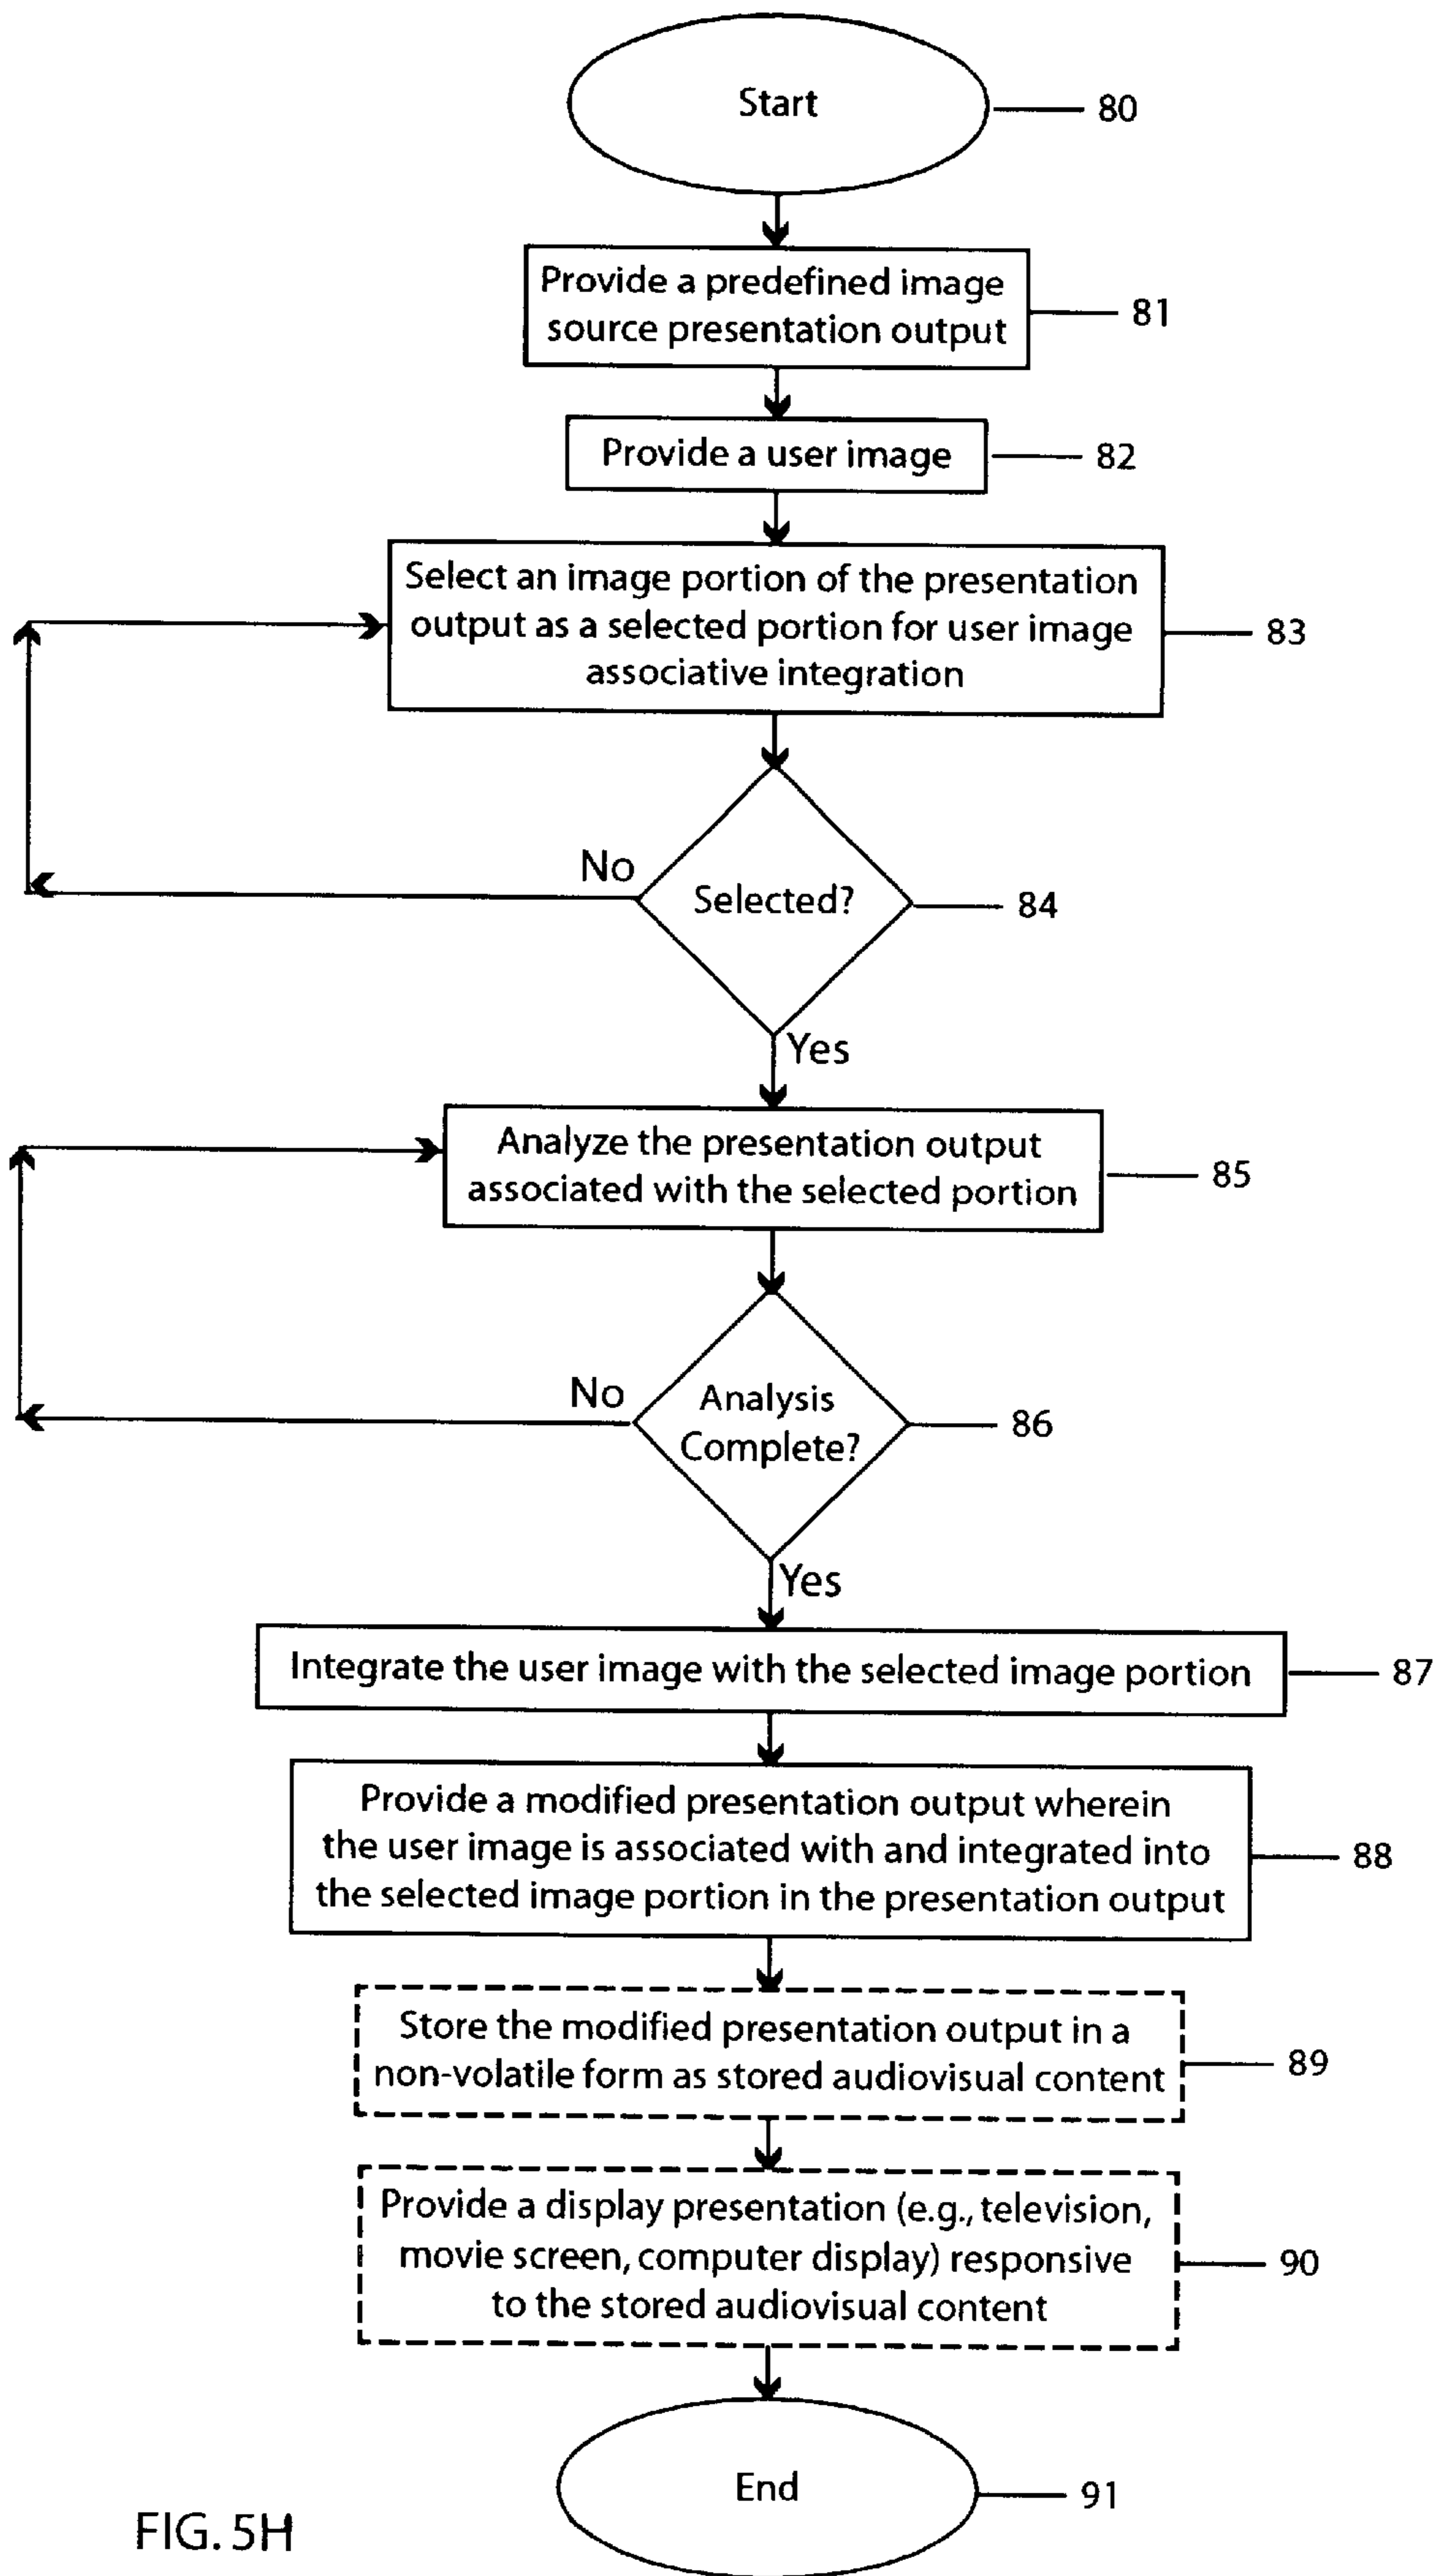 Start
80
Provide a predefined image
source presentation output
81
Provide a user image
82
Select an image portion of the presentation
output as a selected portion for user image
associative integration
83
No
Selected?
84
Yes
Analyze the presentation output
associated with the selected portion
85
No
Analysis
Complete?
86
Yes
Integrate the user image with the selected image portion
87
Provide a modified presentation output wherein
the user image is associated with and integrated into
the selected image portion in the presentation output
88
Store the modified presentation output in a
non-volatile form as stored audiovisual content
89
Provide a display presentation (e.g., television,
movie screen, computer display) responsive
to the stored audiovisual content
90
End
91
FIG. 5H